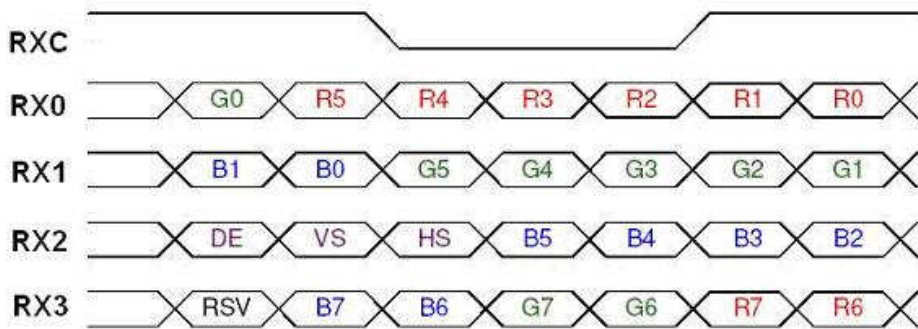 RXC
RX0 G0 R5 R4 R3 R2 R1 R0
RX1 B1 B0 G5 G4 G3 G2 G1
RX2 DE VS HS B5 B4 B3 B2
RX3 RSV B7 B6 G7 G6 R7 R6